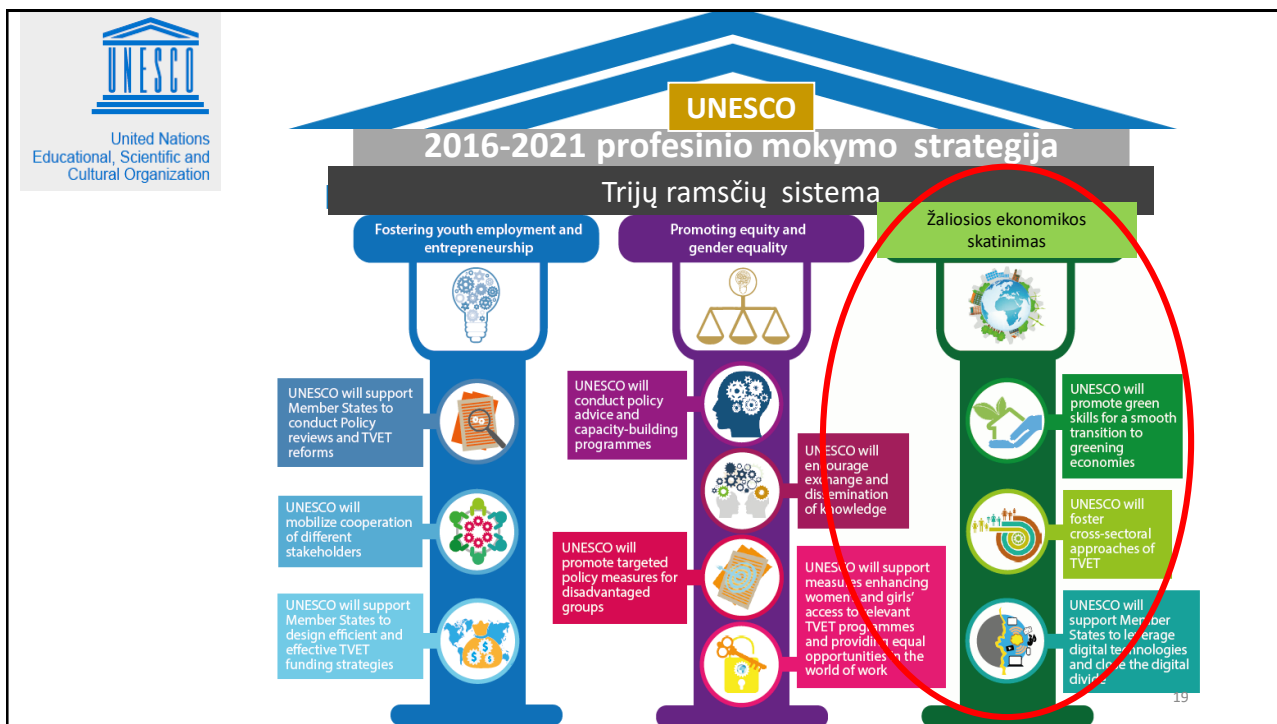 UNESCO
United Nations
Educational, Scientific and
Cultural Organization
UNESCO
2016-2021 profesinio mokymo strategija
Trijų ramsčių sistema
Fostering youth employment and
entrepreneurship
UNESCO will support
Member States to
conduct Policy
reviews and TVET
reforms
UNESCO will
mobilize cooperation
of different
stakeholders
UNESCO will support
Member States to
design efficient and
effective TVET
funding strategies
Promoting equity and
gender equality
UNESCO will
conduct policy
advice and
capacity-building
programmes
UNESCO will
encourage
exchange and
dissemination
of knowledge
UNESCO will
promote targeted
policy measures for
disadvantaged
groups
UNESCO will support
measures enhancing
women's and girls'
access to relevant
TVET programmes
and providing equal
opportunities in the
world of work
Žaliosios ekonomikos
skatinimas
UNESCO will
promote green
skills for a smooth
transition to
greening
economies
UNESCO will
foster
cross-sectoral
approaches of
TVET
UNESCO will
support Member
States to leverage
digital technologies
and close the digital
divide
19